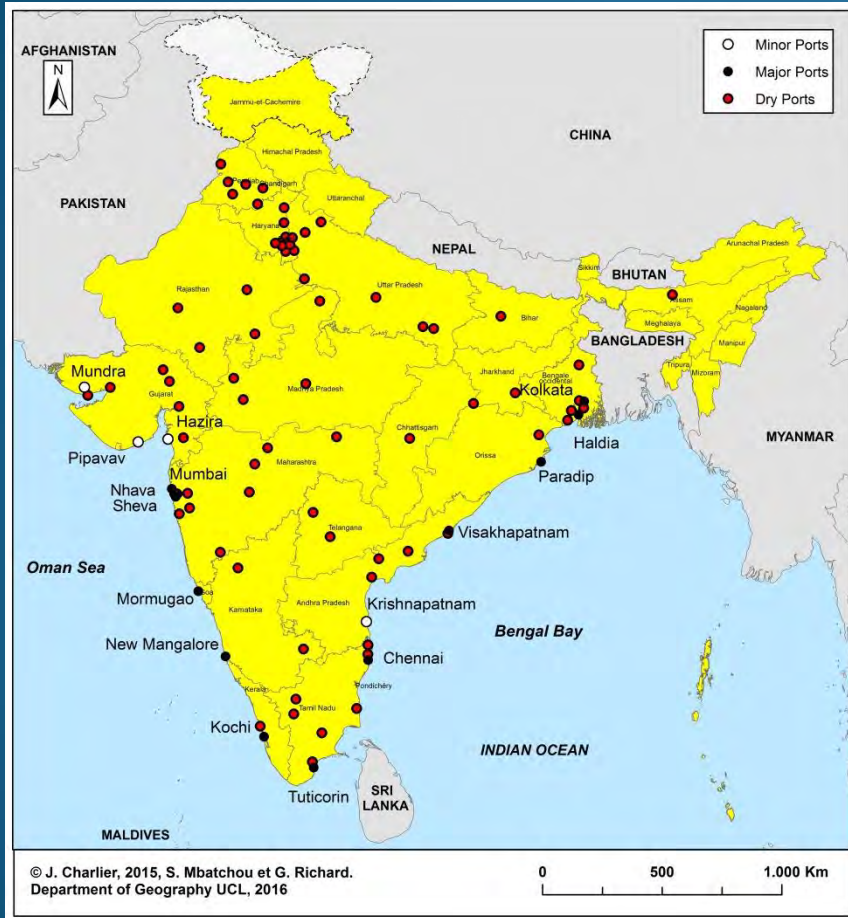 AFGHANISTAN
N
Minor Ports
Major Ports
Dry Ports
Jammu-et-Cachemire
CHINA
Himachal Pradesh
Chandigarh
Uttaranchal
PAKISTAN
Haryana
NEPAL
Arunachal Pradesh
Sikkim
BHUTAN
Rajasthan
Uttar Pradesh
Assam
Nagaland
Bihar
Meghalaya
BANGLADESH
Manipur
Mundra
Jharkhand
Bengale
occidental
Tripura
Mizoram
Gujarat
Madhya Pradesh
Kolkata
Hazira
Chhattisgarh
Haldia
MYANMAR
Pipavav
Orissa
Mumbai
Maharashtra
Paradip
Nhava
Sheva
Telangana
Visakhapatnam
Oman Sea
Mormugao
Goa
Andhra Pradesh
Krishnapatnam
Karnataka
Bengal Bay
New Mangalore
Chennai
Kerala
Pondichéry
Tamil Nadu
Kochi
INDIAN OCEAN
Tuticorin
SRI
LANKA
MALDIVES
© J. Charlier, 2015, S. Mbatchou et G. Richard.
Department of Geography UCL, 2016
0 500 1.000 Km